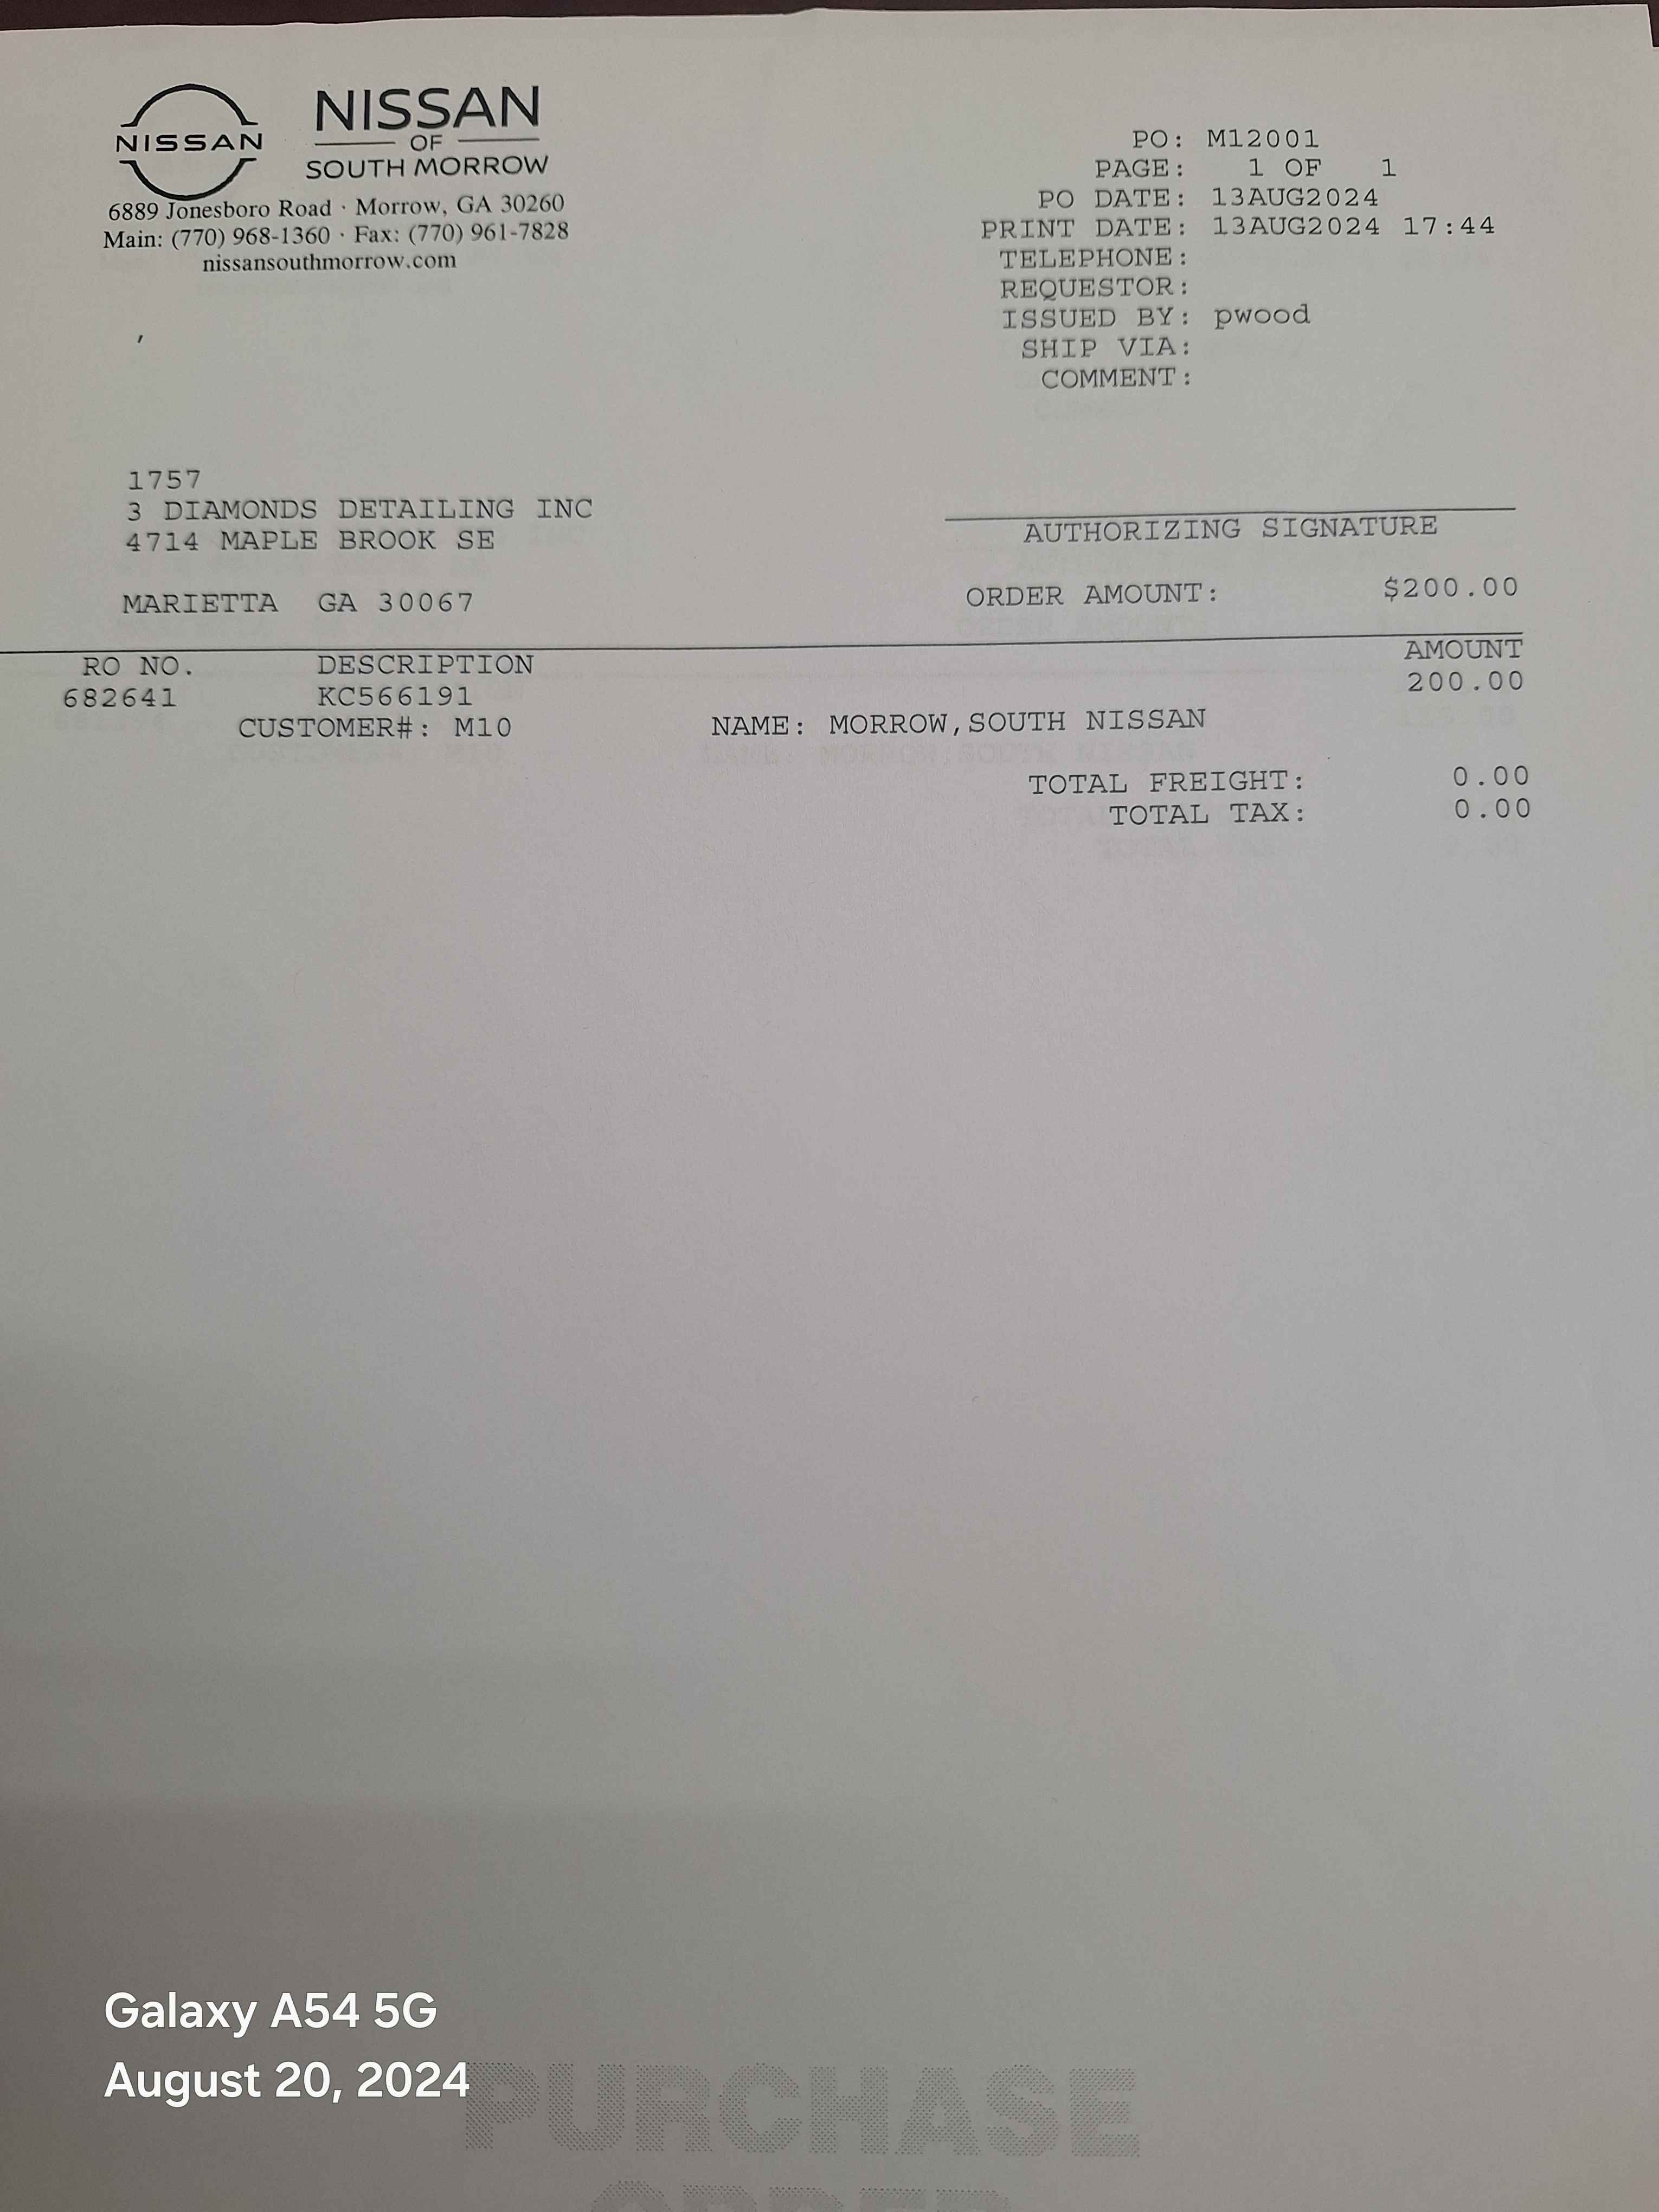 NISSAN
NISSAN
OF
SOUTH MORROW
6889 Jonesboro Road · Morrow, GA 30260
Main: (770) 968-1360 · Fax: (770) 961-7828
nissansouthmorrow.com
PO: M12001
PAGE: 1 OF 1
PO DATE: 13AUG2024
PRINT DATE: 13AUG2024 17:44
TELEPHONE:
REQUESTOR:
ISSUED BY: pwood
SHIP VIA:
COMMENT:
,
1757
3 DIAMONDS DETAILING INC
4714 MAPLE BROOK SE
MARIETTA GA 30067
AUTHORIZING SIGNATURE
ORDER AMOUNT: $200.00
RO NO. DESCRIPTION AMOUNT
682641 KC566191 200.00
CUSTOMER#: M10 NAME: MORROW,SOUTH NISSAN
TOTAL FREIGHT: 0.00
TOTAL TAX: 0.00
Galaxy A54 5G
August 20, 2024
PURCHASE
ORDER